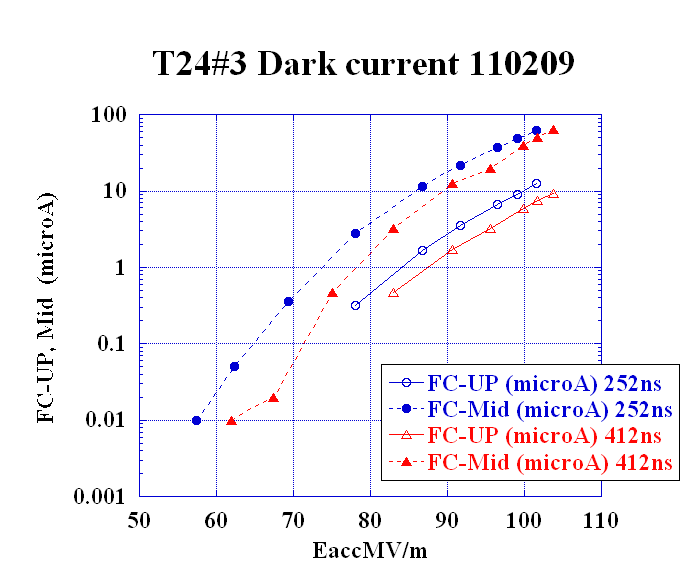 T24#3 Dark current 110209
100
10
1
0.1
0.01
0.001
FC-UP, Mid (microA)
FC-UP (microA) 252ns
FC-Mid (microA) 252ns
FC-UP (microA) 412ns
FC-Mid (microA) 412ns
50 60 70 80 90 100 110
EaccMV/m